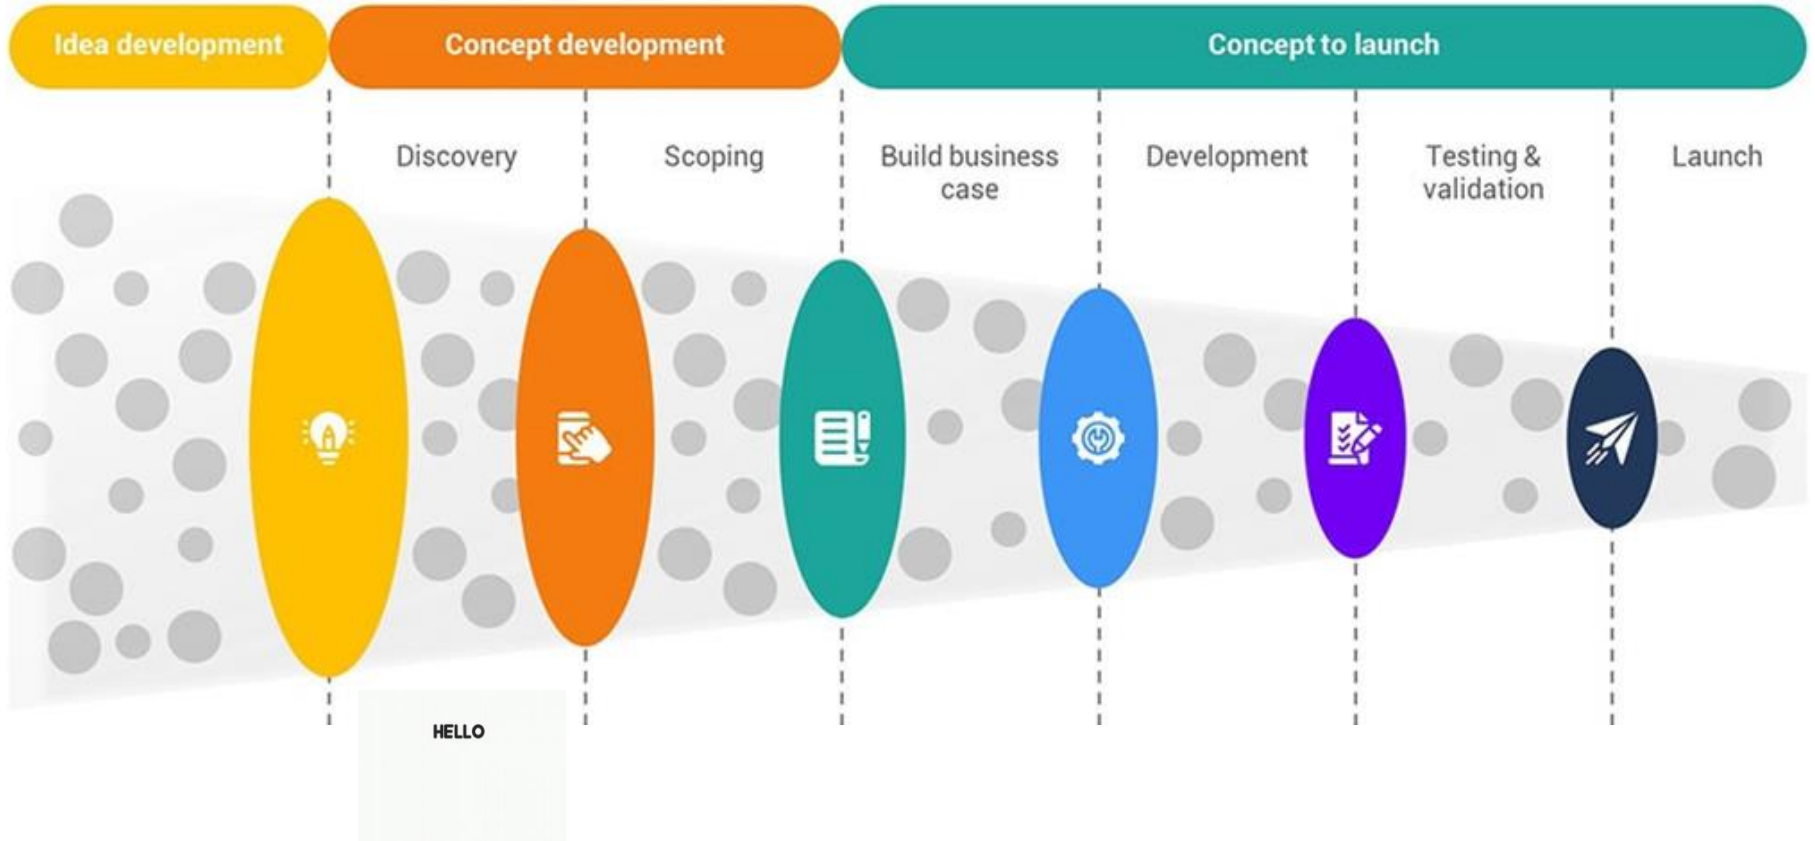 Idea development
Concept development
Concept to launch
Discovery
Scoping
Build business
case
Development
Testing &
validation
Launch
HELLO